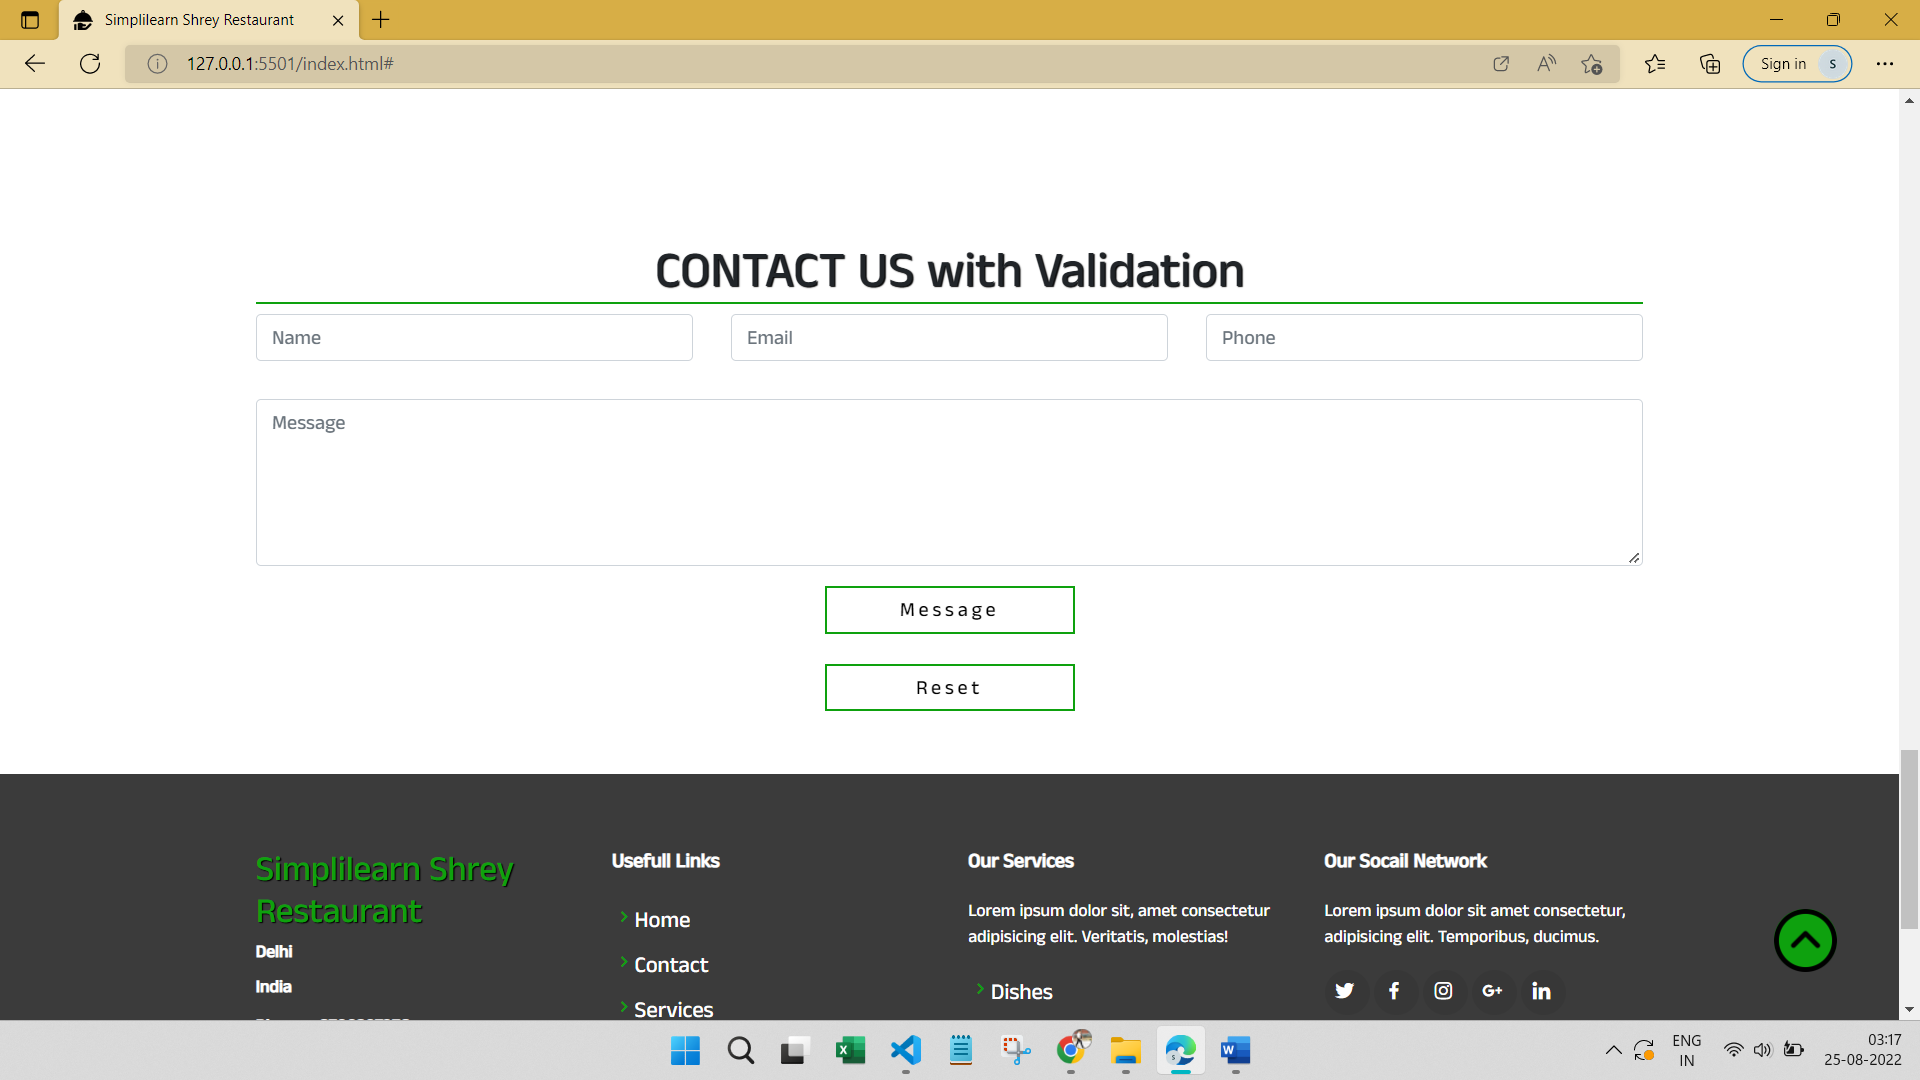 Simplilearn Shrey Restaurant
127.0.0.1:5501/index.html#
Sign in S
CONTACT US with Validation
Name Email Phone
Message
Message
Reset
Simplilearn Shrey
Restaurant
Delhi
India
Usefull Links
Home
Contact
Services
Our Services
Lorem ipsum dolor sit, amet consectetur
adipisicing elit. Veritatis, molestias!
Dishes
Our Socail Network
Lorem ipsum dolor sit amet consectetur,
adipisicing elit. Temporibus, ducimus.
ENG
IN
03:17
25-08-2022